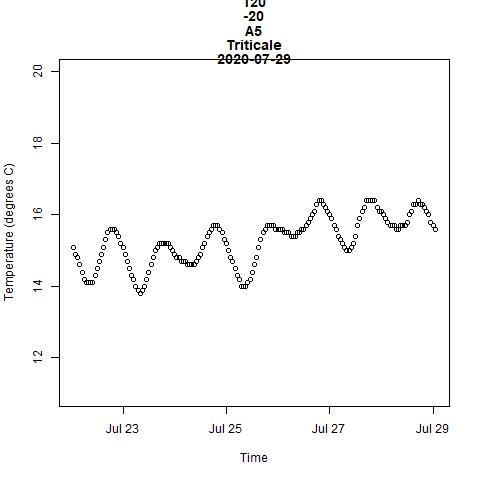 120
-20
A5
Triticale
2020-07-29
Temperature (degrees C)
20
18
16
14
12
Jul 23
Jul 25
Jul 27
Jul 29
Time